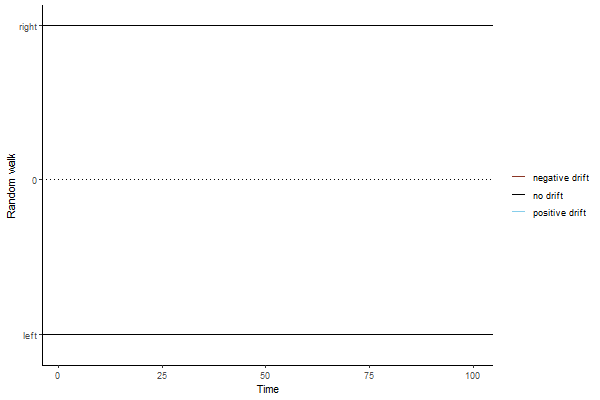 right
0
left
Random walk
0
25
50
75
100
Time
negative drift
no drift
positive drift